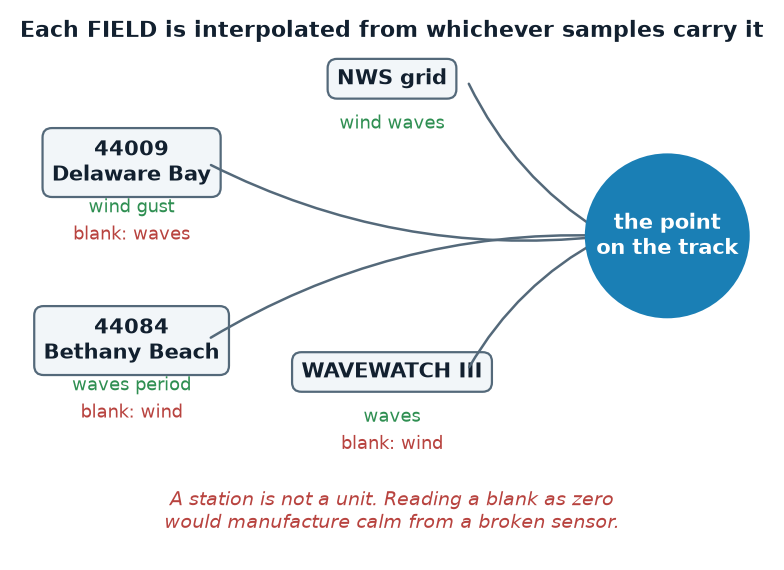 Each FIELD is interpolated from whichever samples carry it
NWS grid
wind waves
44009
Delaware Bay
wind gust
blank: waves
the point
on the track
44084
Bethany Beach
waves period
blank: wind
WAVEWATCH III
waves
blank: wind
A station is not a unit. Reading a blank as zero
would manufacture calm from a broken sensor.